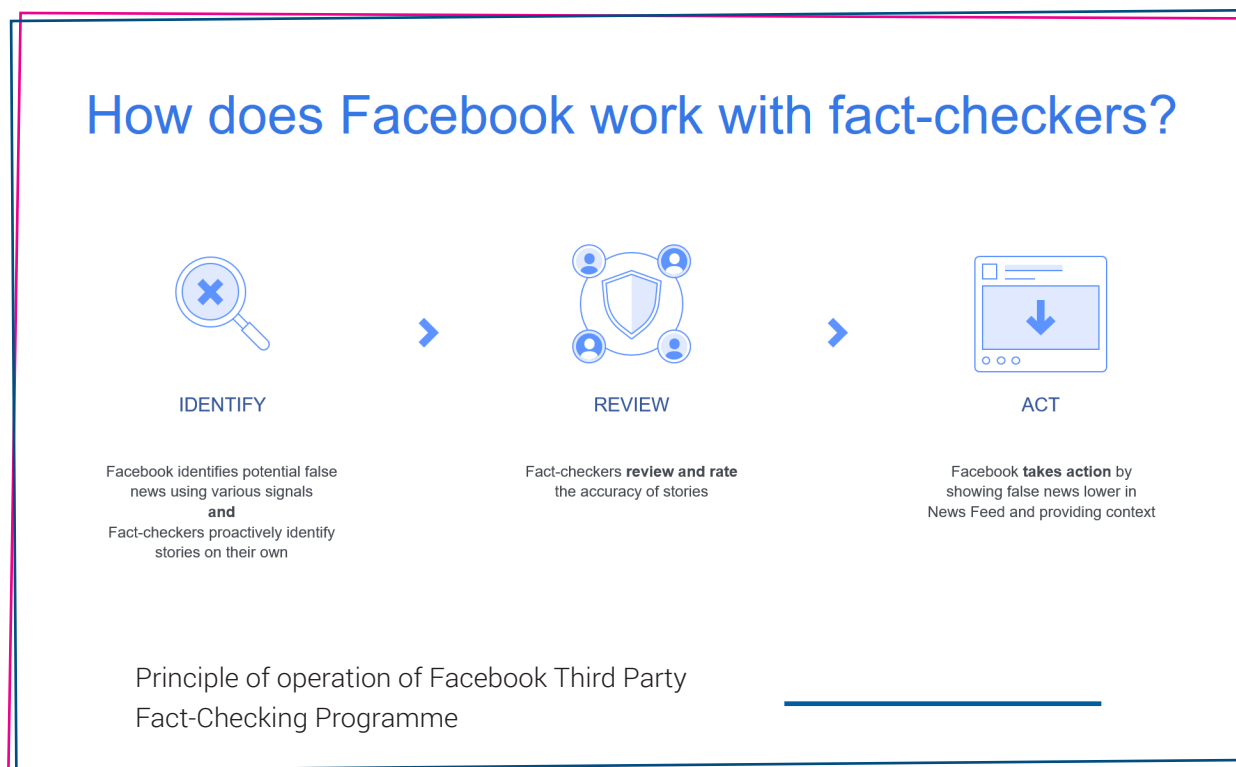 How does Facebook work with fact-checkers?
IDENTIFY
Facebook identifies potential false
news using various signals
and
Fact-checkers proactively identify
stories on their own
REVIEW
Fact-checkers review and rate
the accuracy of stories
ACT
Facebook takes action by
showing false news lower in
News Feed and providing context
Principle of operation of Facebook Third Party
Fact-Checking Programme